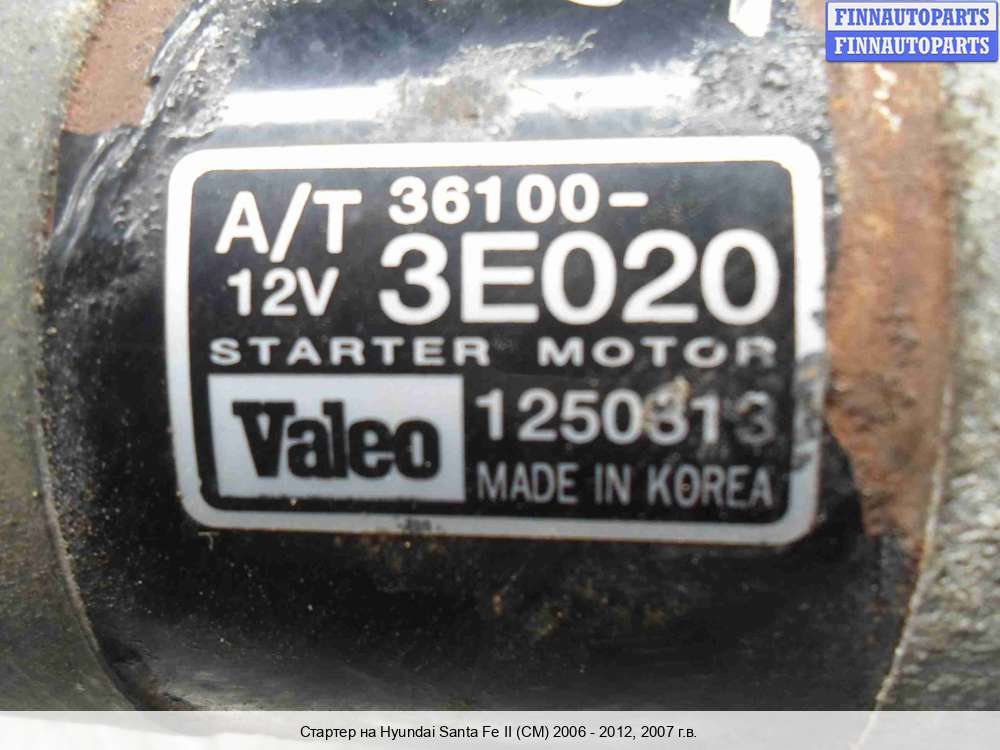 FINNAUTOPARTS
FINNAUTOPARTS
A/T 36100-
12V 3E020
STARTER MOTOR
Valeo 1250813
MADE IN KOREA
Стартер на Hyundai Santa Fe II (CM) 2006 - 2012, 2007 г.в.